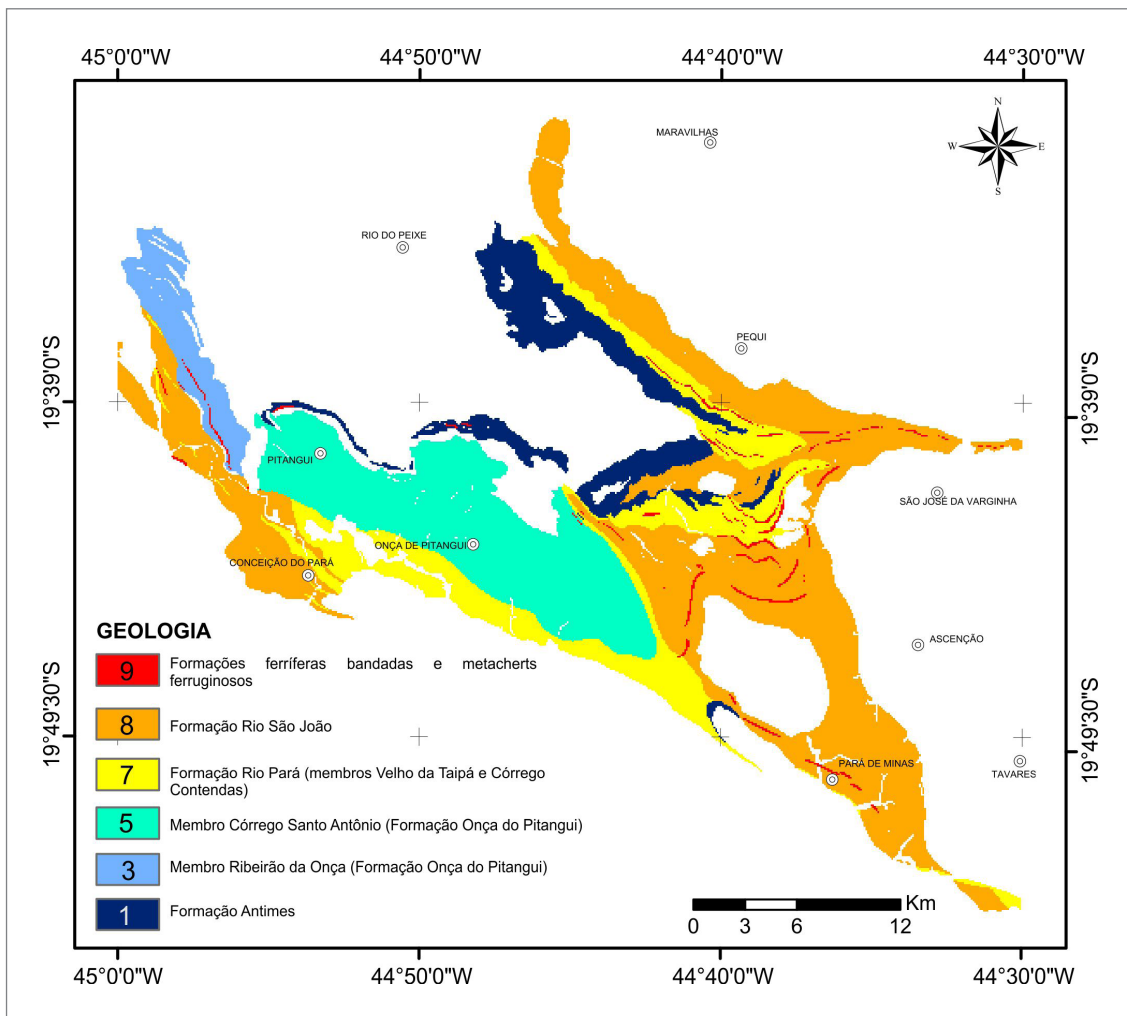 45°0'0"W
44°50'0"W
44°40'0"W
44°30'0"W
MARAVILHAS
N
W
E
S
RIO DO PEIXE
PEQUI
19°39'0"S
19°39'0"S
PITANGUI
SÃO JOSÉ DA VARGINHA
ONÇA DE PITANGUI
CONCEIÇÃO DO PARÁ
ASCENÇÃO
19°49'30"S
19°49'30"S
PARÁ DE MINAS
TAVARES
GEOLOGIA
9 Formações ferríferas bandadas e metacherts
ferruginosos
8 Formação Rio São João
7 Formação Rio Pará (membros Velho da Taipá e Córrego
Contendas)
5 Membro Córrego Santo Antônio (Formação Onça do Pitangui)
3 Membro Ribeirão da Onça (Formação Onça do Pitangui)
1 Formação Antimes
Km
0 3 6 12
45°0'0"W
44°50'0"W
44°40'0"W
44°30'0"W